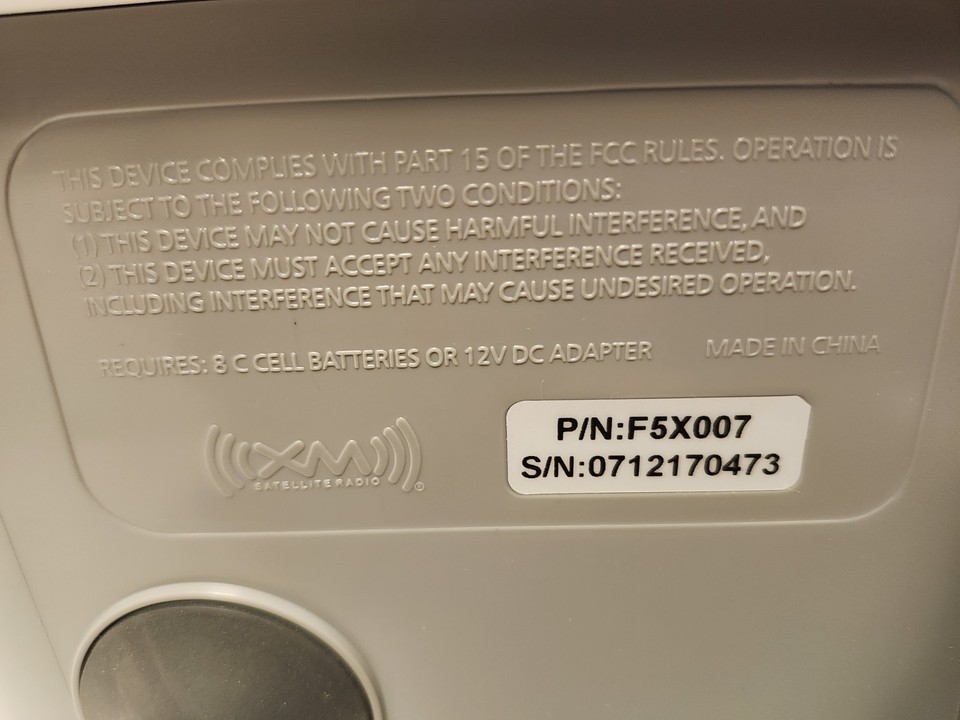 THIS DEVICE COMPLIES WITH PART 15 OF THE FCC RULES. OPERATION IS
SUBJECT TO THE FOLLOWING TWO CONDITIONS:
(1) THIS DEVICE MAY NOT CAUSE HARMFUL INTERFERENCE, AND
(2) THIS DEVICE MUST ACCEPT ANY INTERFERENCE RECEIVED,
INCLUDING INTERFERENCE THAT MAY CAUSE UNDESIRED OPERATION.
REQUIRES: 8 C CELL BATTERIES OR 12V DC ADAPTER MADE IN CHINA
XM
SATELLITE RADIO ®
P/N:F5X007
S/N:0712170473